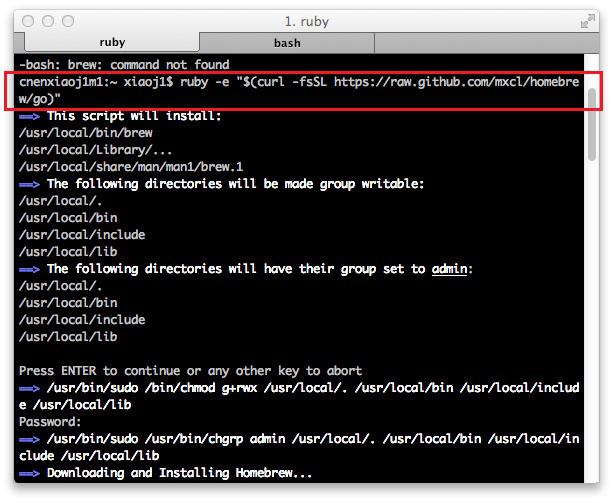 1. ruby
ruby
bash
-bash: brew: command not found
cnenxiaoj1m1:~ xiaoj1$ ruby -e "$(curl -fsSL https://raw.github.com/mxcl/homebre
w/go)"
==> This script will install:
/usr/local/bin/brew
/usr/local/Library/...
/usr/local/share/man/man1/brew.1
==> The following directories will be made group writable:
/usr/local/.
/usr/local/bin
/usr/local/include
/usr/local/lib
==> The following directories will have their group set to admin:
/usr/local/.
/usr/local/bin
/usr/local/include
/usr/local/lib
Press ENTER to continue or any other key to abort
==> /usr/bin/sudo /bin/chmod g+rwx /usr/local/. /usr/local/bin /usr/local/includ
e /usr/local/lib
Password:
==> /usr/bin/sudo /usr/bin/chgrp admin /usr/local/. /usr/local/bin /usr/local/in
clude /usr/local/lib
==> Downloading and Installing Homebrew...